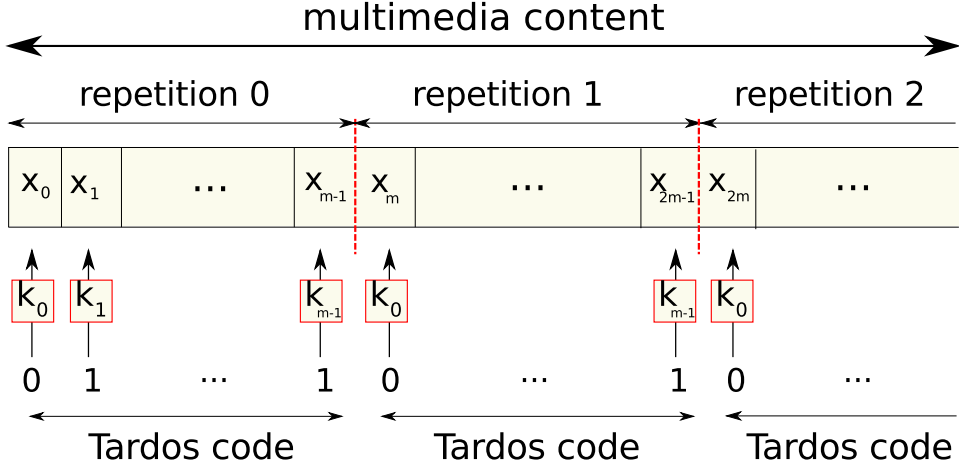 multimedia content
repetition 0 repetition 1 repetition 2
x0 x1 ... xm-1 xm ... x2m-1 x2m ...
k0 k1 km-1 k0 km-1 k0
0 1 ... 1 0 ... 1 0 ...
Tardos code Tardos code Tardos code